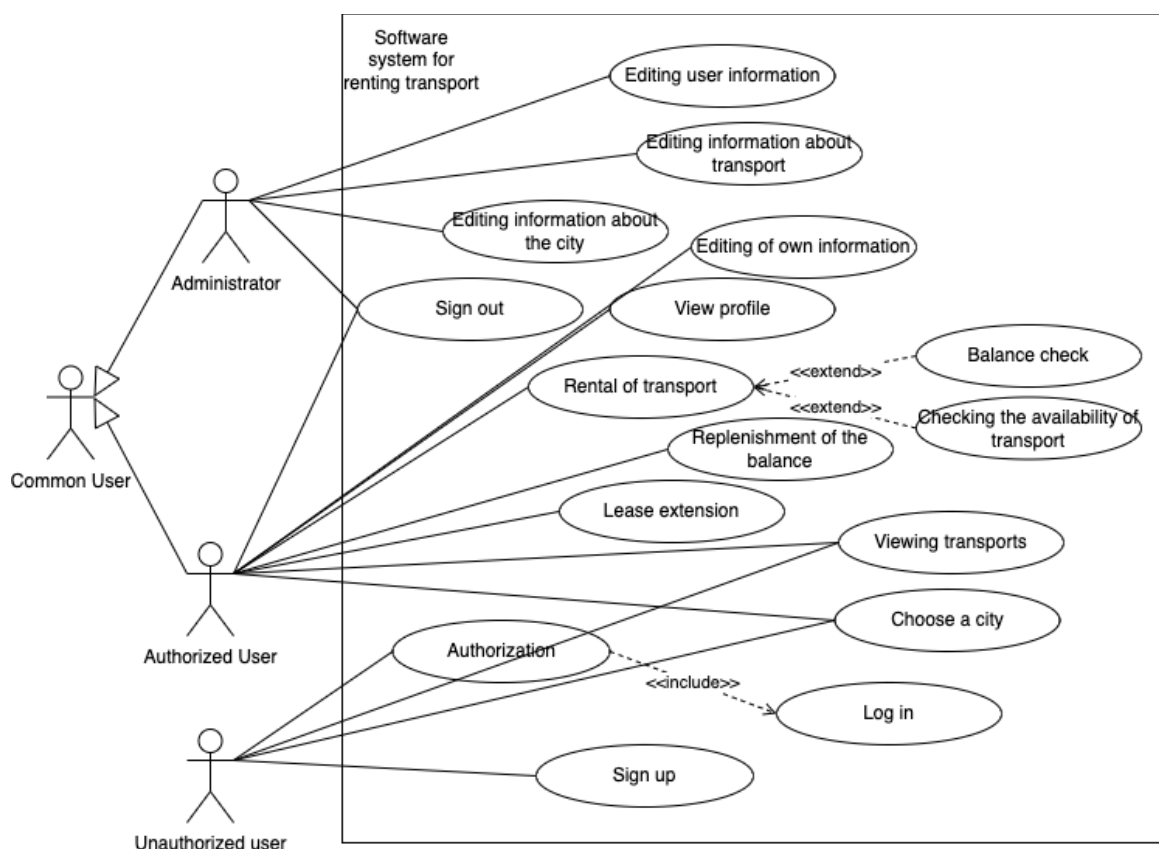 Software
system for
renting transport
Editing user information
Editing information about
transport
Editing information about
the city
Administrator
Editing of own information
Sign out
View profile
Balance check
<<extend>>
Rental of transport
<<extend>>
Checking the availability of
transport
Common User
Replenishment of the
balance
Lease extension
Viewing transports
Choose a city
Authorized User
Authorization
<<include>>
Log in
Sign up
Unauthorized user